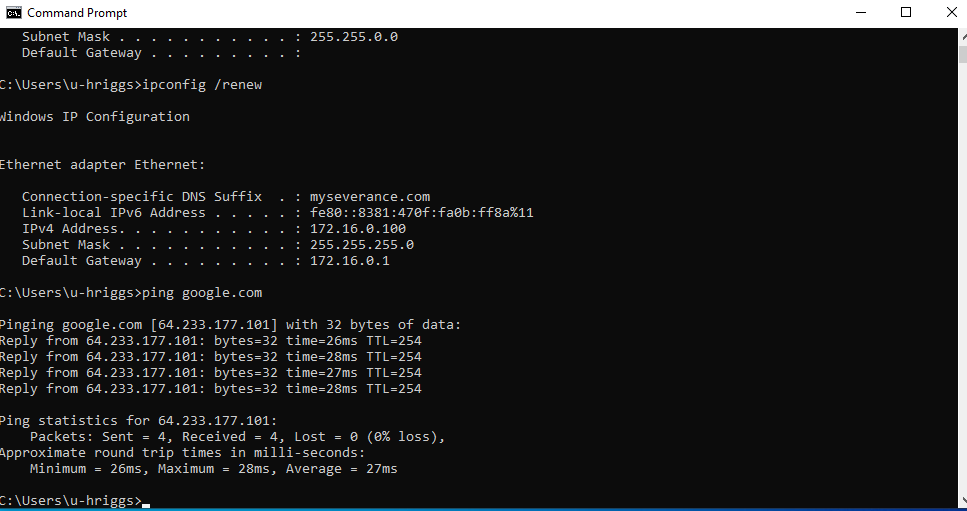 Command Prompt
Subnet Mask . . . . . . . . . . . : 255.255.0.0
Default Gateway . . . . . . . . . :
C:\Users\u-hriggs>ipconfig /renew
Windows IP Configuration
Ethernet adapter Ethernet:
Connection-specific DNS Suffix  . : myseverance.com
Link-local IPv6 Address . . . . . : fe80::8381:470f:fa0b:ff8a%11
IPv4 Address. . . . . . . . . . . : 172.16.0.100
Subnet Mask . . . . . . . . . . . : 255.255.255.0
Default Gateway . . . . . . . . . : 172.16.0.1
C:\Users\u-hriggs>ping google.com
Pinging google.com [64.233.177.101] with 32 bytes of data:
Reply from 64.233.177.101: bytes=32 time=26ms TTL=254
Reply from 64.233.177.101: bytes=32 time=28ms TTL=254
Reply from 64.233.177.101: bytes=32 time=27ms TTL=254
Reply from 64.233.177.101: bytes=32 time=28ms TTL=254
Ping statistics for 64.233.177.101:
Packets: Sent = 4, Received = 4, Lost = 0 (0% loss),
Approximate round trip times in milli-seconds:
Minimum = 26ms, Maximum = 28ms, Average = 27ms
C:\Users\u-hriggs>